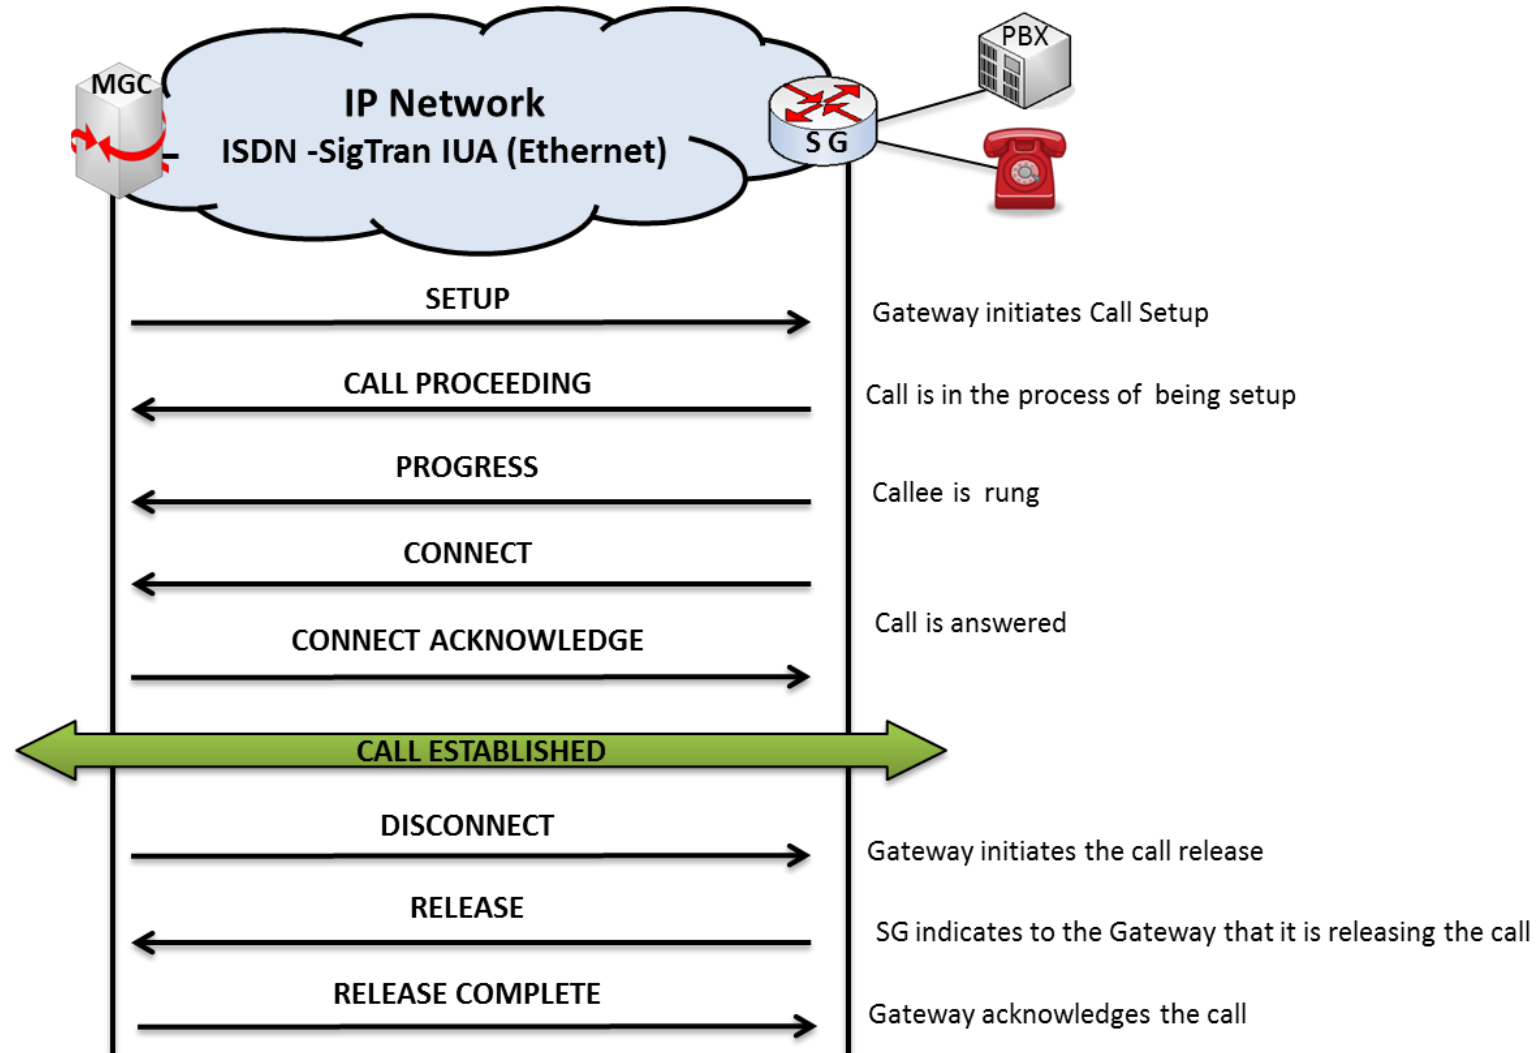 MGC
PBX
IP Network
ISDN -SigTran IUA (Ethernet)
S G
SETUP
Gateway initiates Call Setup
CALL PROCEEDING
Call is in the process of being setup
PROGRESS
Callee is rung
CONNECT
Call is answered
CONNECT ACKNOWLEDGE
CALL ESTABLISHED
DISCONNECT
Gateway initiates the call release
RELEASE
SG indicates to the Gateway that it is releasing the call
RELEASE COMPLETE
Gateway acknowledges the call